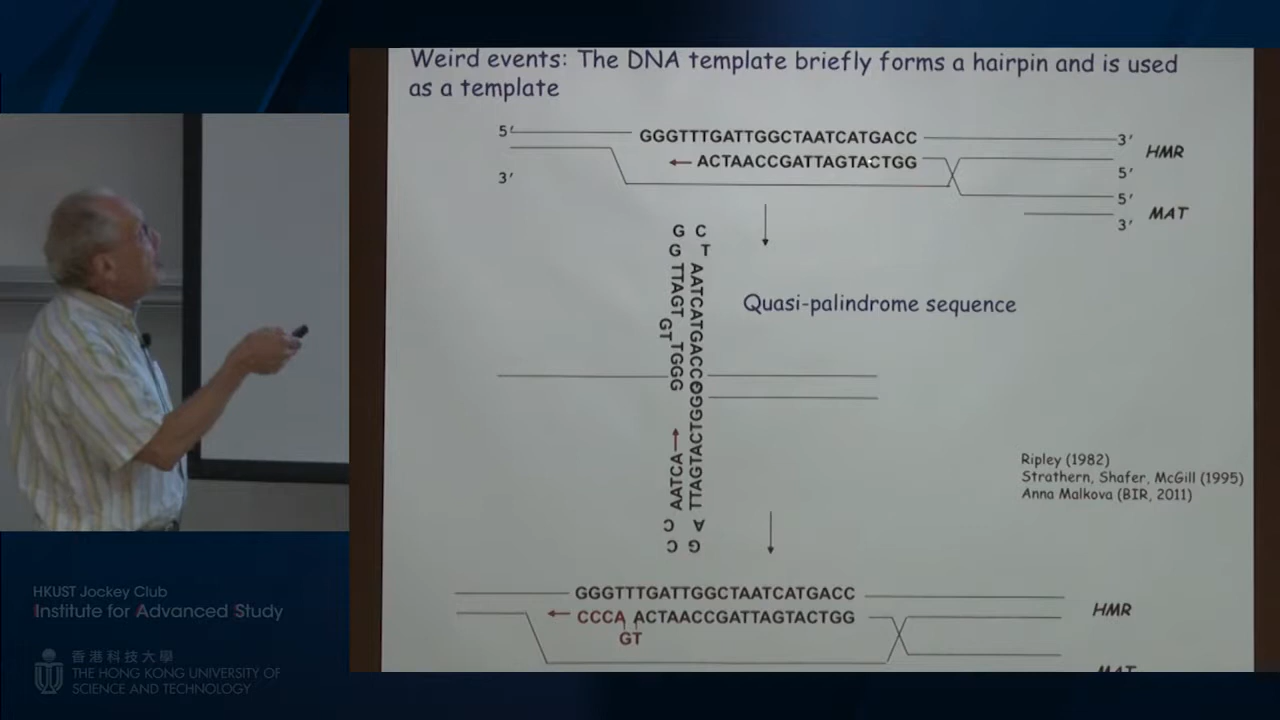 Weird events: The DNA template briefly forms a hairpin and is used
as a template
5' GGGTTTGATTGGCTAATCATGACC 3'
HMR
← ACTAACCGATTAGTACTGG
5'
3'
5'
MAT
3'
G C
G T
TTAGT
AATCATGACC
GT
TGGG
Quasi-palindrome sequence
AATCA
TTAGTACTGG
C A
C G
Ripley (1982)
Strathern, Shafer, McGill (1995)
Anna Malkova (BIR, 2011)
GGGTTTGATTGGCTAATCATGACC
HMR
← CCCA ACTAACCGATTAGTACTGG
GT
MAT
HKUST Jockey Club
Institute for Advanced Study
香港科技大學
THE HONG KONG UNIVERSITY OF
SCIENCE AND TECHNOLOGY